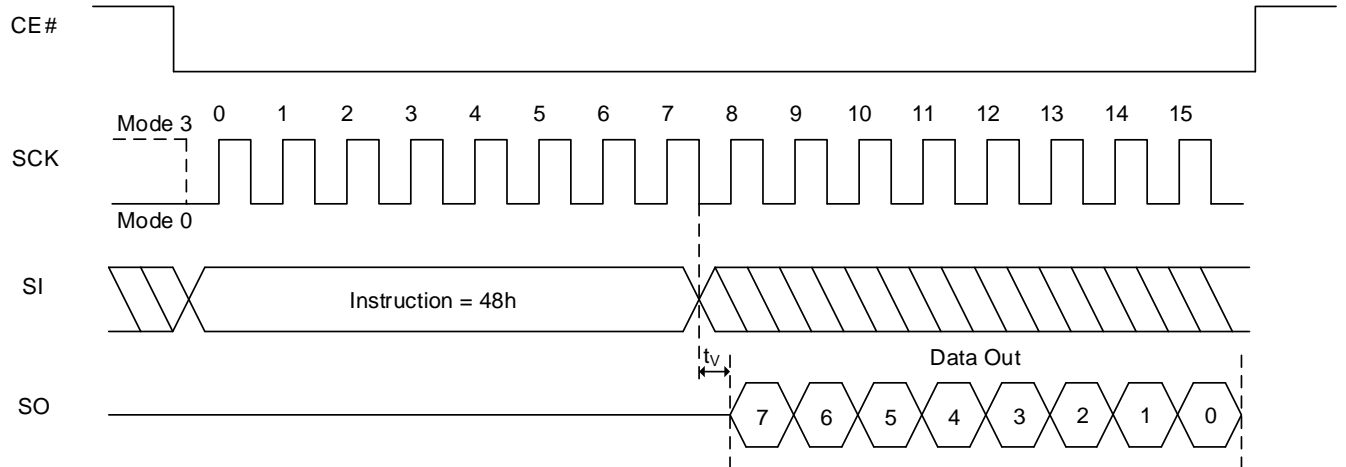 CE#
0 1 2 3 4 5 6 7 8 9 10 11 12 13 14 15
Mode 3
SCK
Mode 0
SI
Instruction = 48h
tV
Data Out
SO
7 6 5 4 3 2 1 0